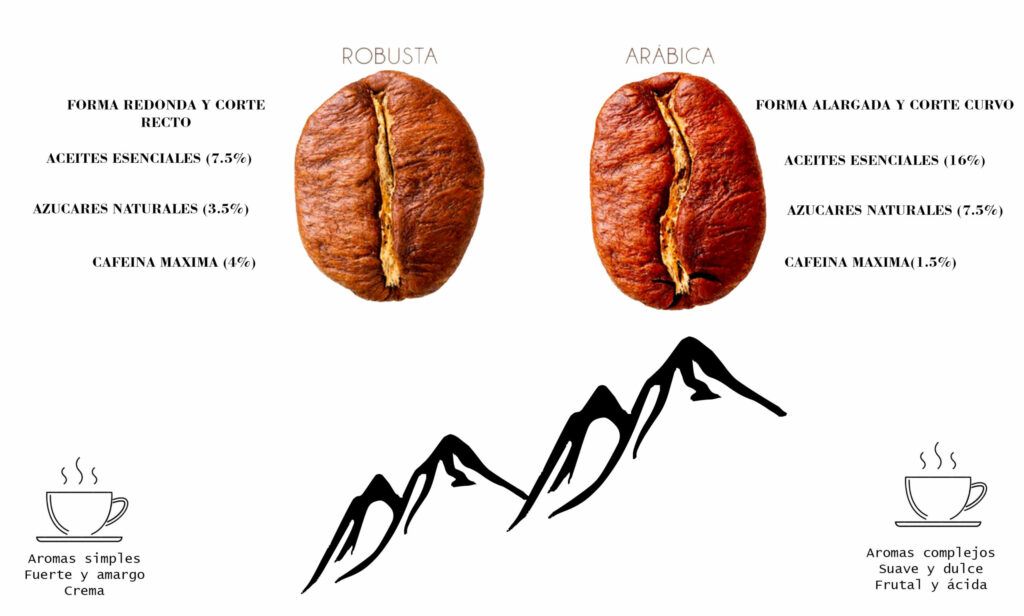 ROBUSTA
FORMA REDONDA Y CORTE
RECTO
ACEITES ESENCIALES (7.5%)
AZUCARES NATURALES (3.5%)
CAFEINA MAXIMA (4%)
ARÁBICA
FORMA ALARGADA Y CORTE CURVO
ACEITES ESENCIALES (16%)
AZUCARES NATURALES (7.5%)
CAFEINA MAXIMA(1.5%)
Aromas simples
Fuerte y amargo
Crema
Aromas complejos
Suave y dulce
Frutal y ácida